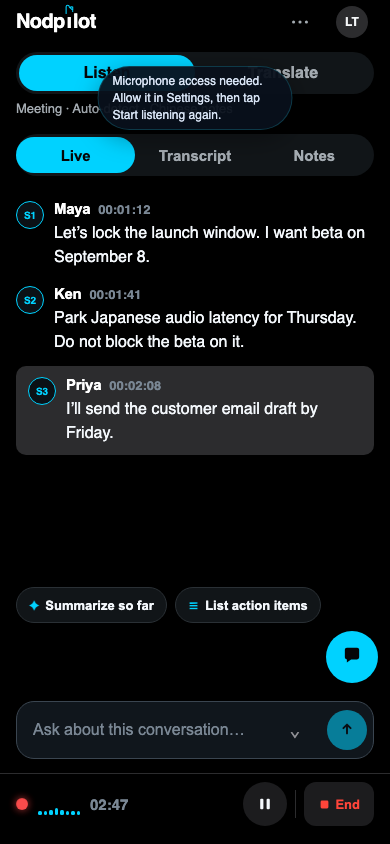 Nodpilot
LT
Microphone access needed.
Allow it in Settings, then tap
Start listening again.
Meeting · Auto
Live
Transcript
Notes
S1
Maya 00:01:12
Let’s lock the launch window. I want beta on
September 8.
S2
Ken 00:01:41
Park Japanese audio latency for Thursday.
Do not block the beta on it.
S3
Priya 00:02:08
I’ll send the customer email draft by
Friday.
Summarize so far
List action items
Ask about this conversation…
02:47
End